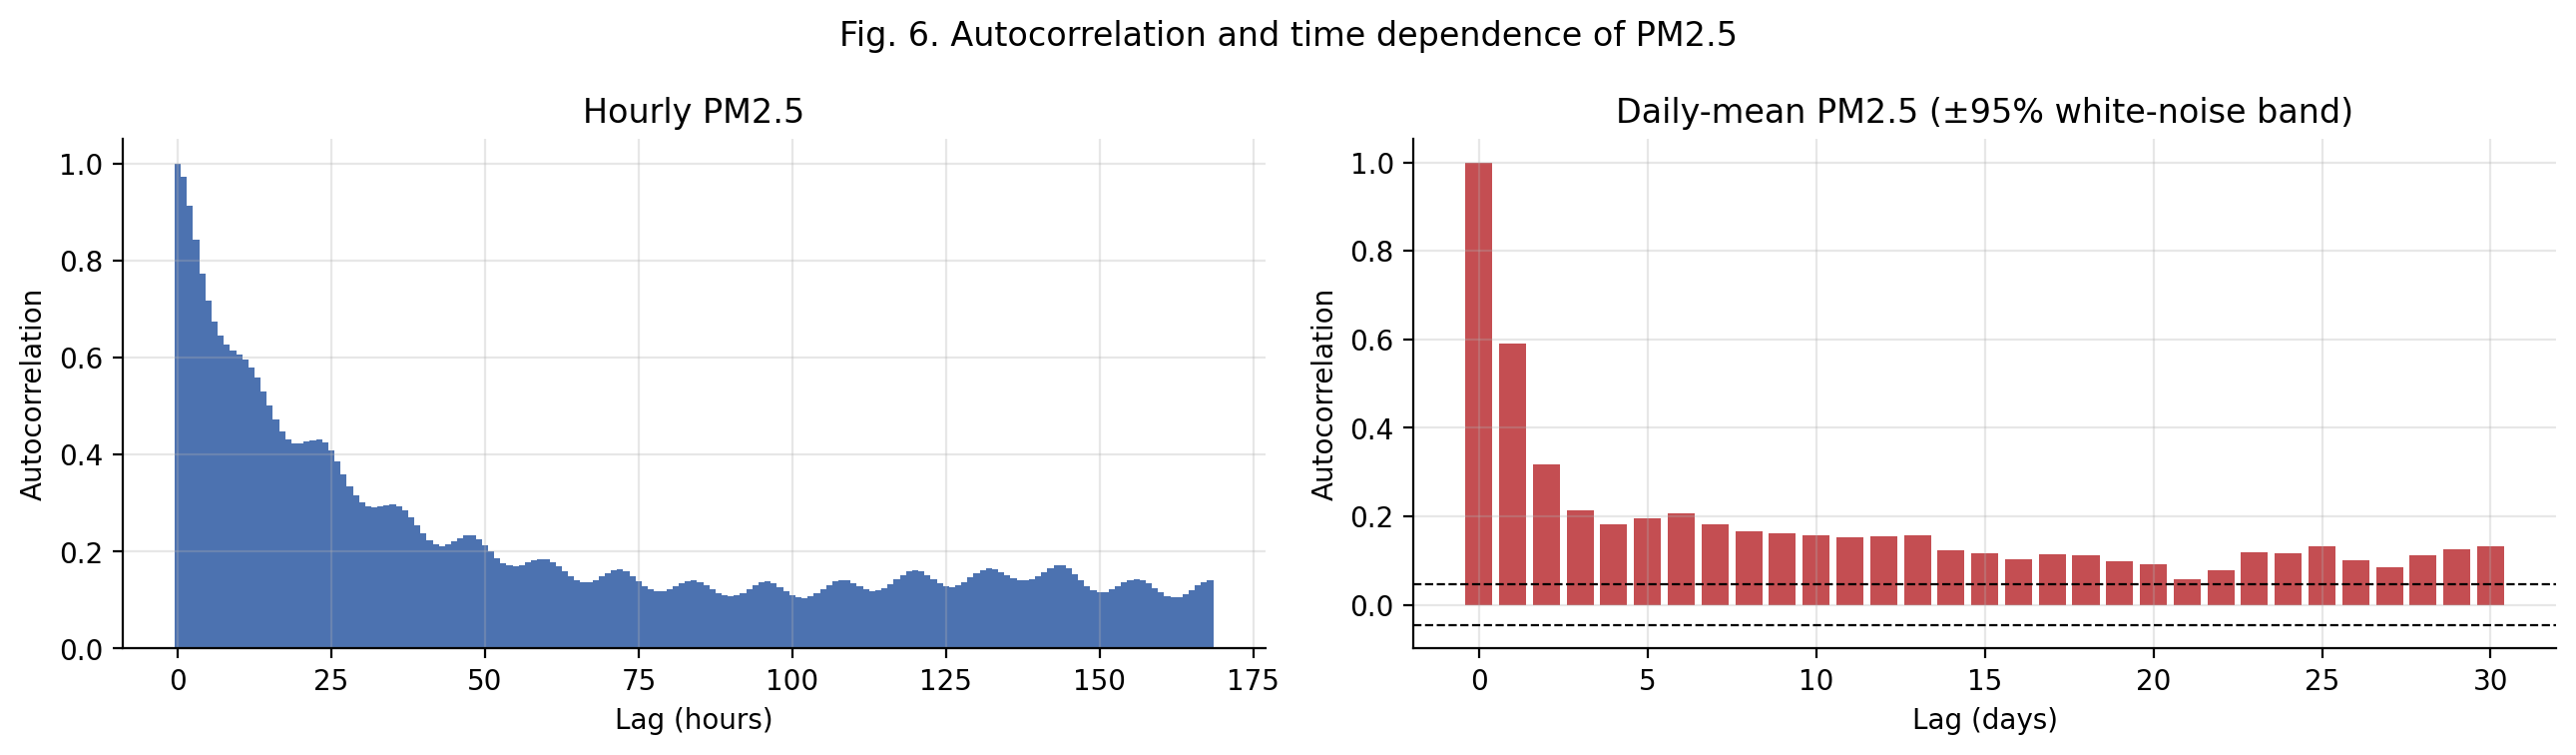 Fig. 6. Autocorrelation and time dependence of PM2.5
Hourly PM2.5
1.0
0.8
0.6
0.4
0.2
0.0
Autocorrelation
0 25 50 75 100 125 150 175
Lag (hours)
Daily-mean PM2.5 (±95% white-noise band)
1.0
0.8
0.6
0.4
0.2
0.0
Autocorrelation
0 5 10 15 20 25 30
Lag (days)